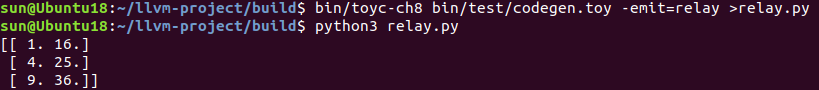 sun@Ubuntu18:~/llvm-project/build$ bin/toyc-ch8 bin/test/codegen.toy -emit=relay >relay.py
sun@Ubuntu18:~/llvm-project/build$ python3 relay.py
[[ 1. 16.]
 [ 4. 25.]
 [ 9. 36.]]